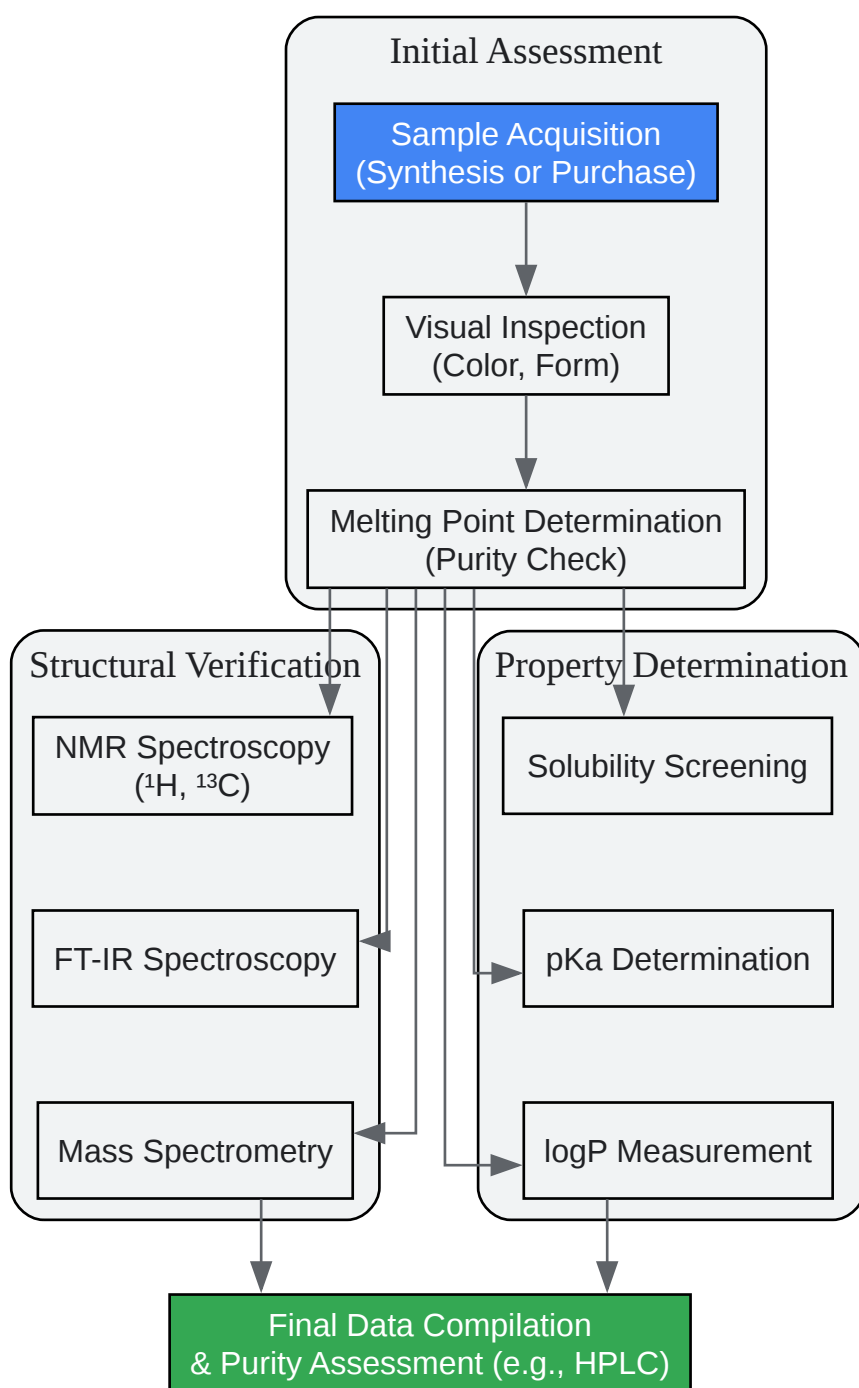 Initial Assessment
Sample Acquisition
(Synthesis or Purchase)
Visual Inspection
(Color, Form)
Melting Point Determination
(Purity Check)
Structural Verification
NMR Spectroscopy
(¹H, ¹³C)
FT-IR Spectroscopy
Mass Spectrometry
Property Determination
Solubility Screening
pKa Determination
logP Measurement
Final Data Compilation
& Purity Assessment (e.g., HPLC)